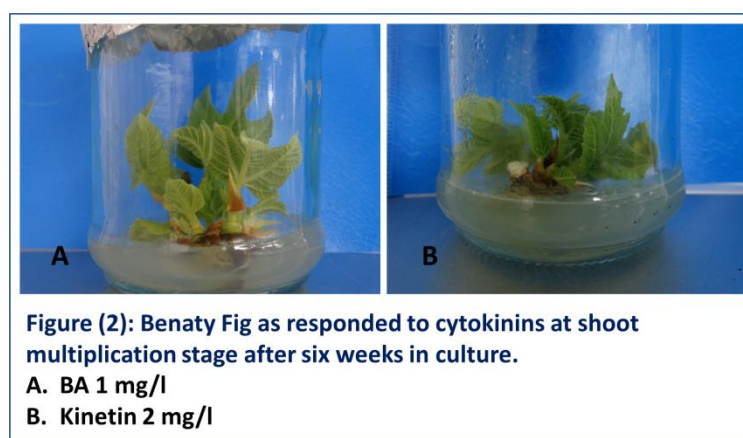 A
B
Figure (2): Benaty Fig as responded to cytokinins at shoot
multiplication stage after six weeks in culture.
A. BA 1 mg/l
B. Kinetin 2 mg/l